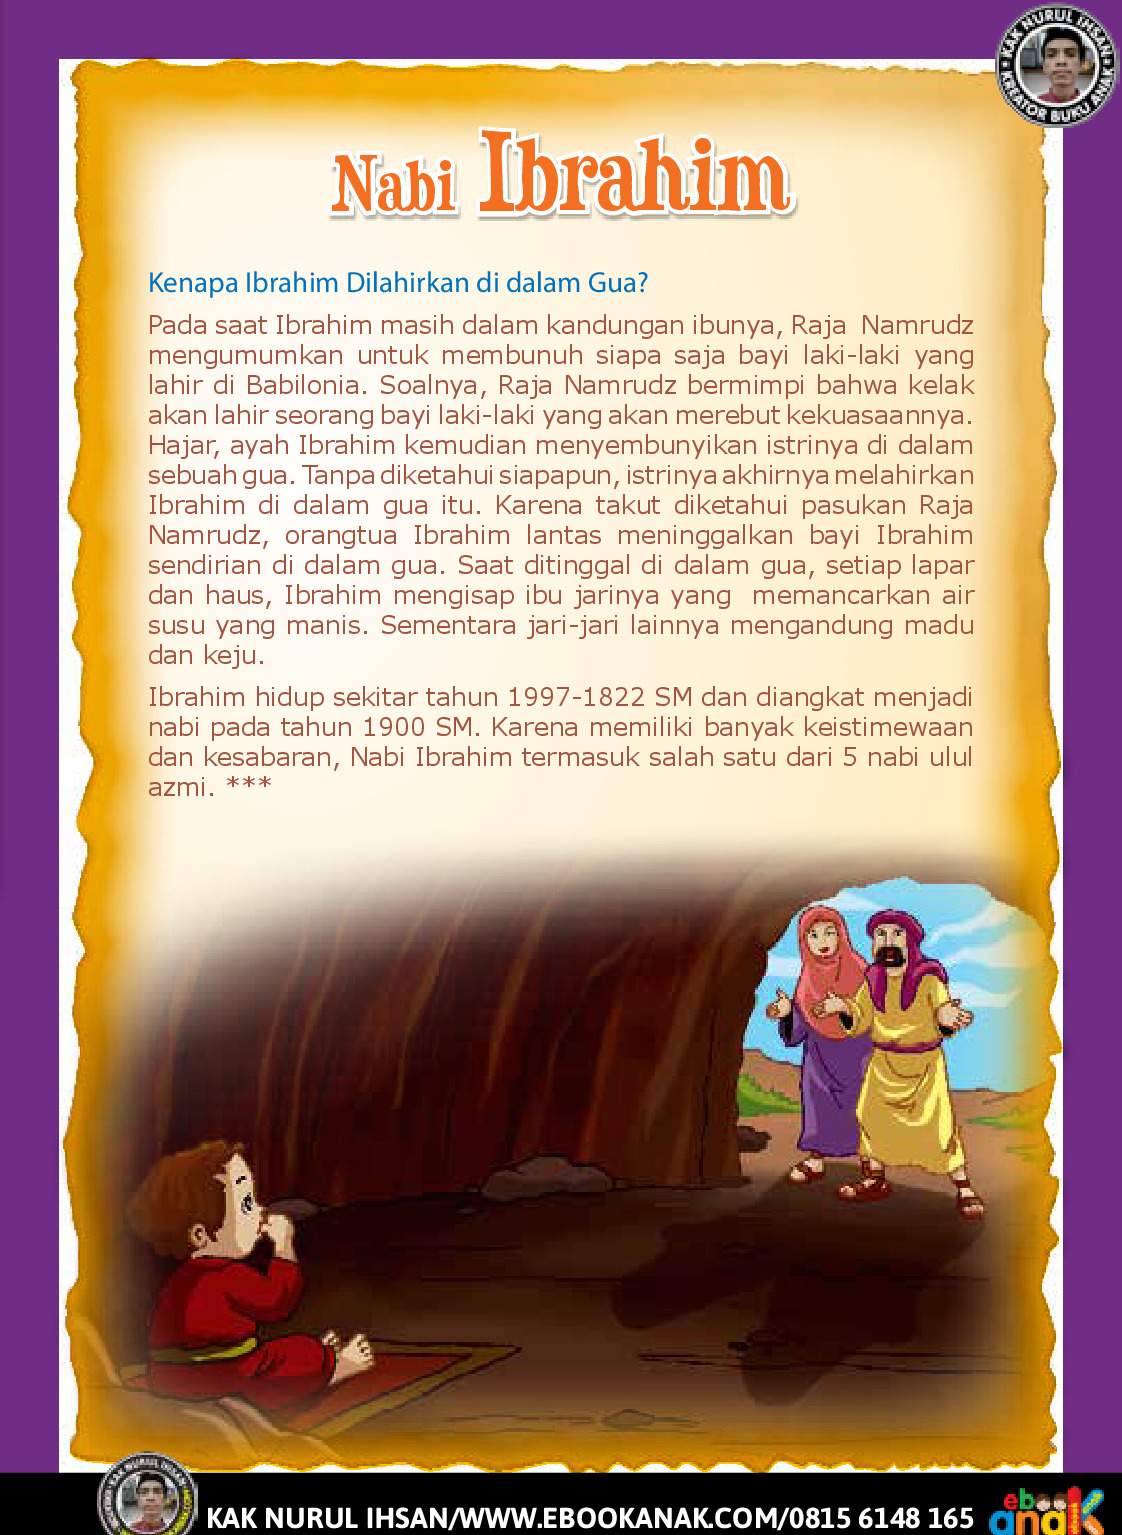 KAK NURUL IHSAN
KREATOR BUKU ANAK
Nabi Ibrahim
Kenapa Ibrahim Dilahirkan di dalam Gua?
Pada saat Ibrahim masih dalam kandungan ibunya, Raja Namrudz
mengumumkan untuk membunuh siapa saja bayi laki-laki yang
lahir di Babilonia. Soalnya, Raja Namrudz bermimpi bahwa kelak
akan lahir seorang bayi laki-laki yang akan merebut kekuasaannya.
Hajar, ayah Ibrahim kemudian menyembunyikan istrinya di dalam
sebuah gua. Tanpa diketahui siapapun, istrinya akhirnya melahirkan
Ibrahim di dalam gua itu. Karena takut diketahui pasukan Raja
Namrudz, orangtua Ibrahim lantas meninggalkan bayi Ibrahim
sendirian di dalam gua. Saat ditinggal di dalam gua, setiap lapar
dan haus, Ibrahim mengisap ibu jarinya yang memancarkan air
susu yang manis. Sementara jari-jari lainnya mengandung madu
dan keju.
Ibrahim hidup sekitar tahun 1997-1822 SM dan diangkat menjadi
nabi pada tahun 1900 SM. Karena memiliki banyak keistimewaan
dan kesabaran, Nabi Ibrahim termasuk salah satu dari 5 nabi ulul
azmi. ***
KAK NURUL IHSAN
KAK NURUL IHSAN/WWW.EBOOKANAK.COM/0815 6148 165
ebook
anak